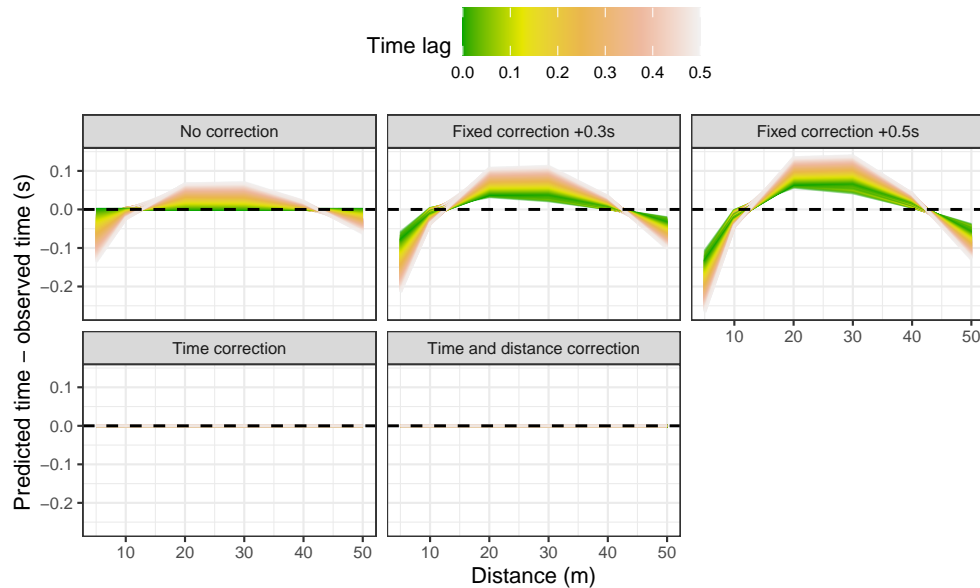 Time lag
0.0 0.1 0.2 0.3 0.4 0.5
No correction Fixed correction +0.3s Fixed correction +0.5s
0.1
0.0
−0.1
−0.2
10 20 30 40 50
Time correction Time and distance correction
0.1
0.0
−0.1
−0.2
10 20 30 40 50 10 20 30 40 50
Distance (m)
Predicted time − observed time (s)